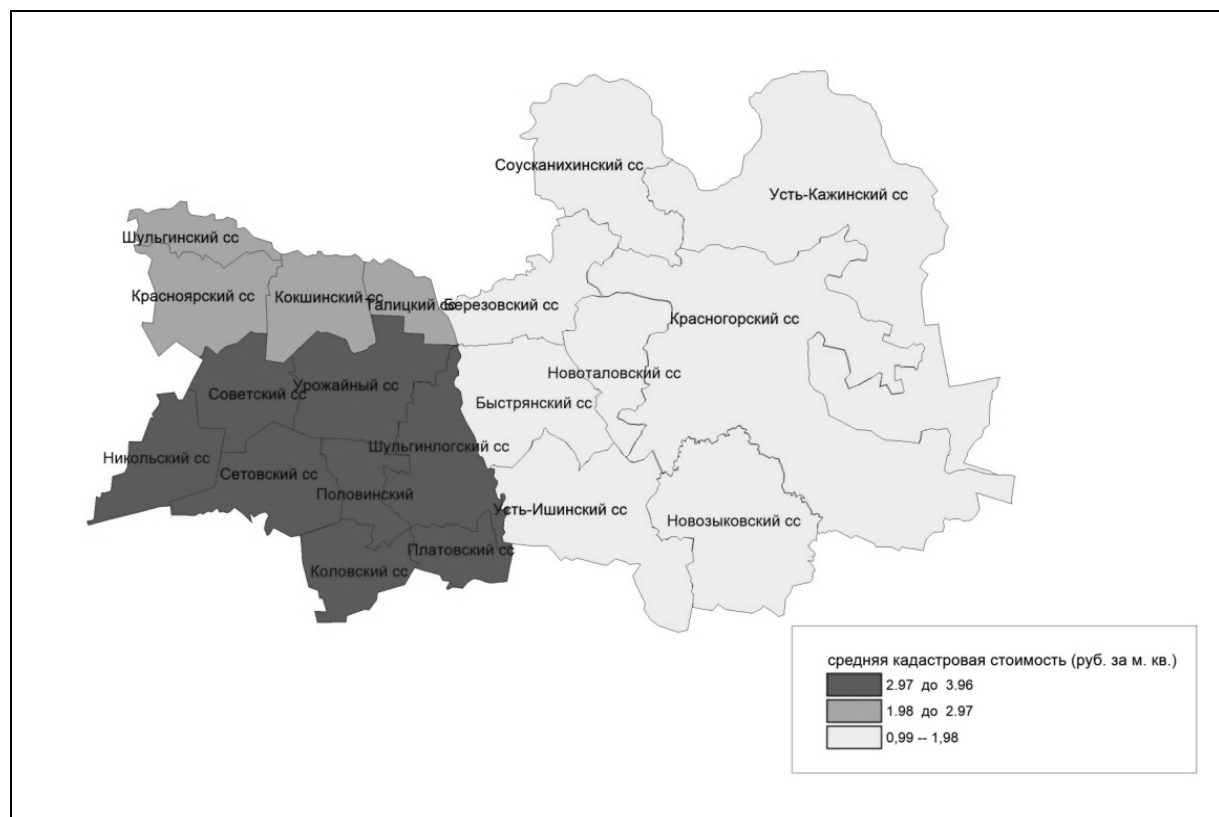 Соусканихинский сс
Усть-Кажинский сс
Шульгинский сс
Красноярский сс
Кокшинский сс
Талицкий сс
Березовский сс
Красногорский сс
Новоталовский сс
Урожайный сс
Советский сс
Быстрянский сс
Шульгинлогский сс
Никольский сс
Сетовский сс
Половинский
Усть-Ишинский сс
Новозыковский сс
Платовский сс
Коловский сс
средняя кадастровая стоимость (руб. за м. кв.)
2.97 до 3.96
1.98 до 2.97
0,99 -- 1,98